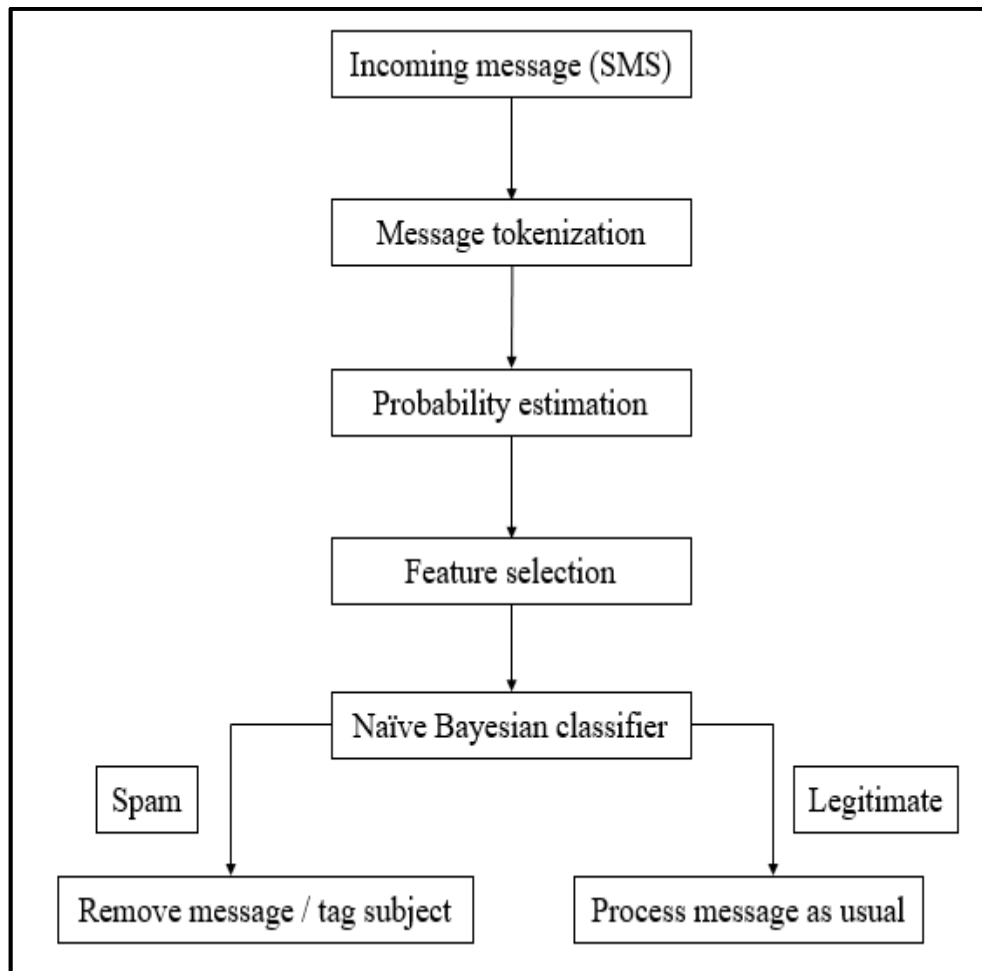 Incoming message (SMS)
Message tokenization
Probability estimation
Feature selection
Naïve Bayesian classifier
Spam
Legitimate
Remove message / tag subject
Process message as usual